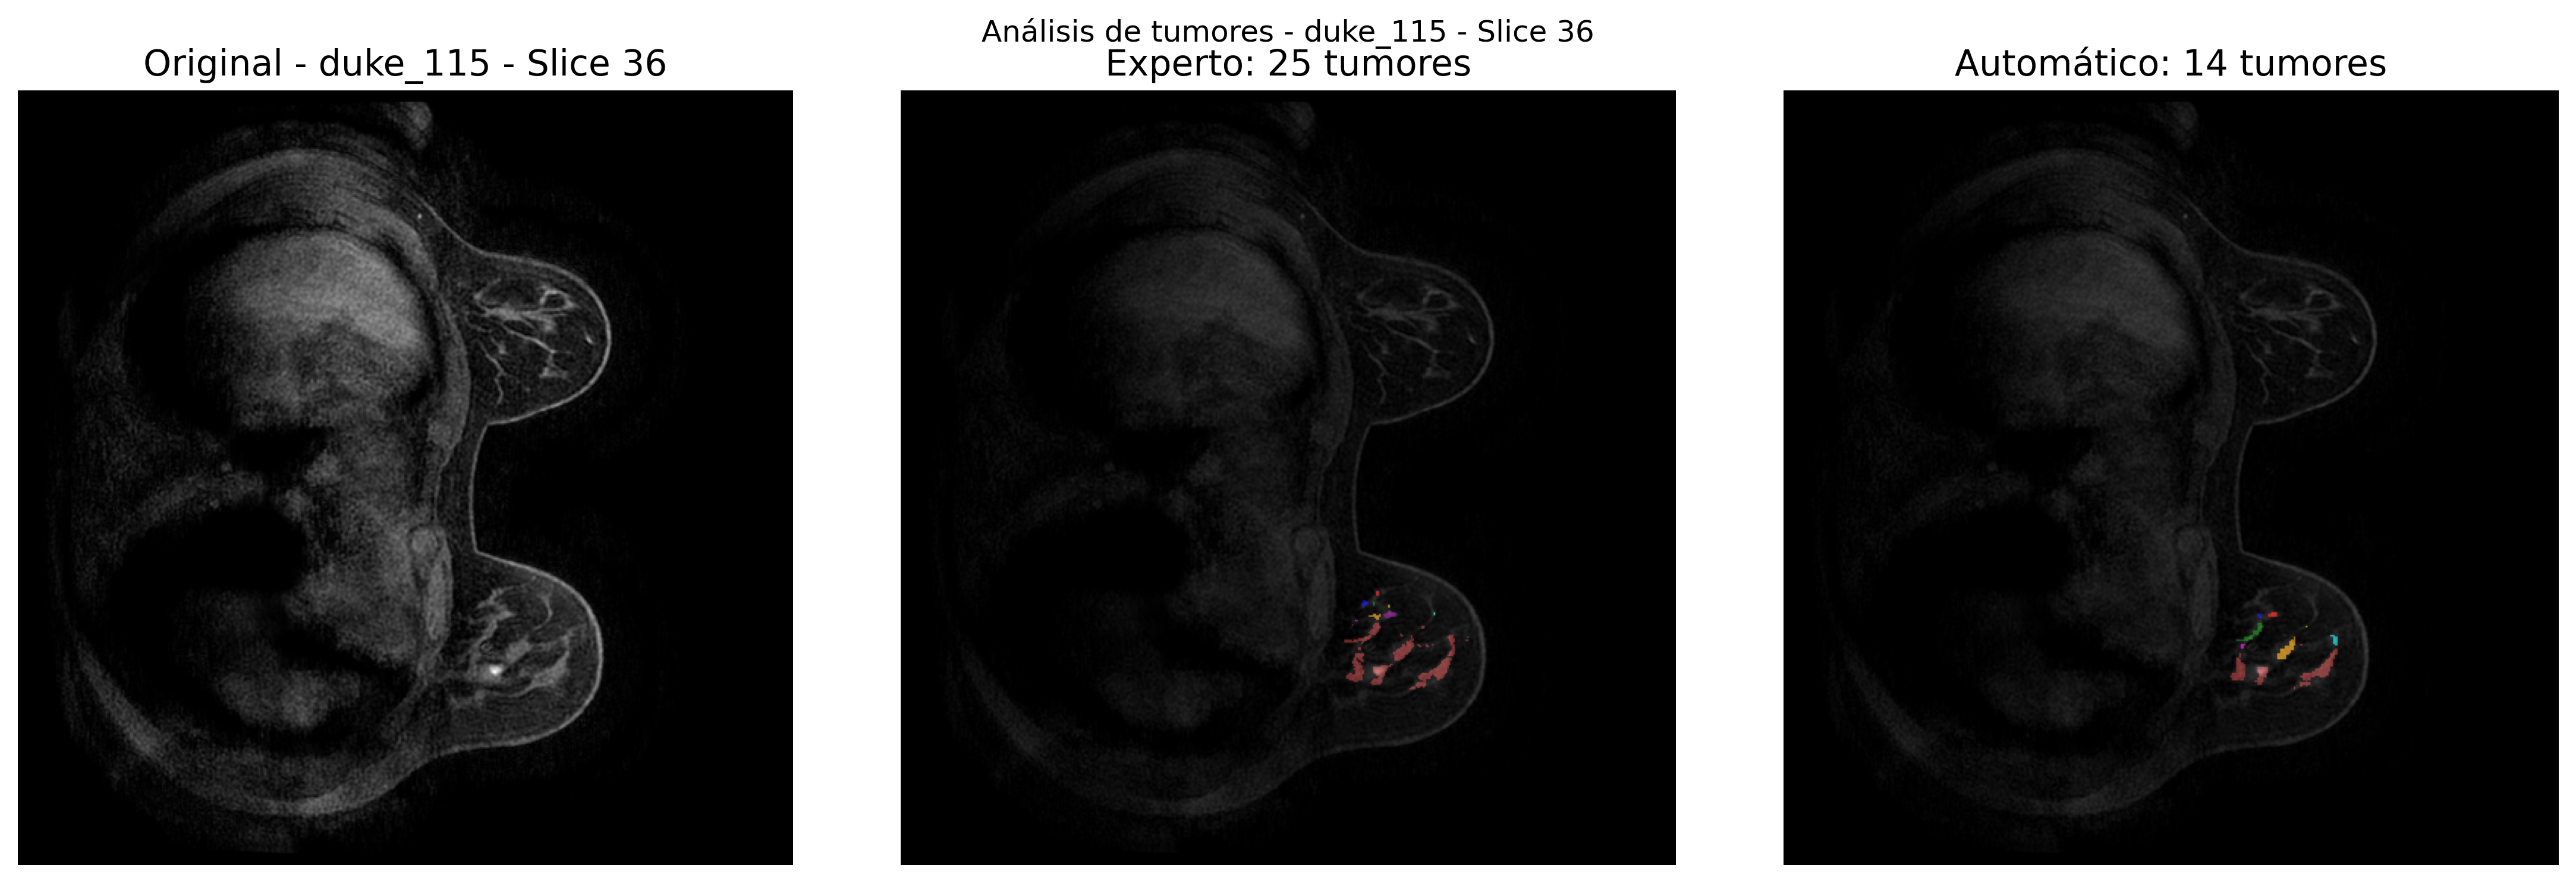 Análisis de tumores - duke_115 - Slice 36
Original - duke_115 - Slice 36
Experto: 25 tumores
Automático: 14 tumores